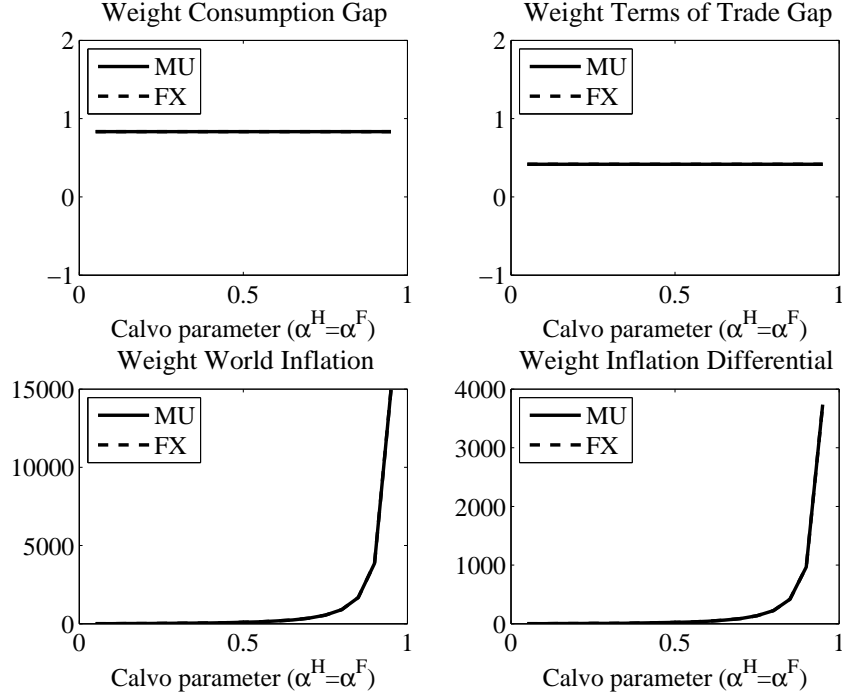 Weight Consumption Gap
2
1
0
−1
0
0.5
1
MU
FX
Calvo parameter (α^H=α^F)
Weight Terms of Trade Gap
2
1
0
−1
0
0.5
1
MU
FX
Calvo parameter (α^H=α^F)
Weight World Inflation
15000
10000
5000
0
0
0.5
1
MU
FX
Calvo parameter (α^H=α^F)
Weight Inflation Differential
4000
3000
2000
1000
0
0
0.5
1
MU
FX
Calvo parameter (α^H=α^F)